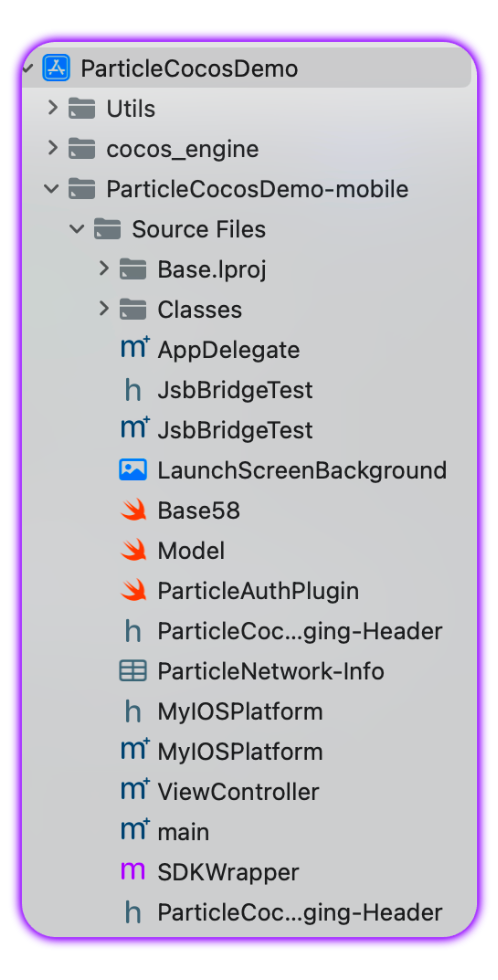 ParticleCocosDemo
Utils
cocos_engine
ParticleCocosDemo-mobile
Source Files
Base.lproj
Classes
m+ AppDelegate
h JsbBridgeTest
m+ JsbBridgeTest
LaunchScreenBackground
Base58
Model
ParticleAuthPlugin
h ParticleCoc...ging-Header
ParticleNetwork-Info
h MyIOSPlatform
m+ MyIOSPlatform
m+ ViewController
m+ main
m SDKWrapper
h ParticleCoc...ging-Header